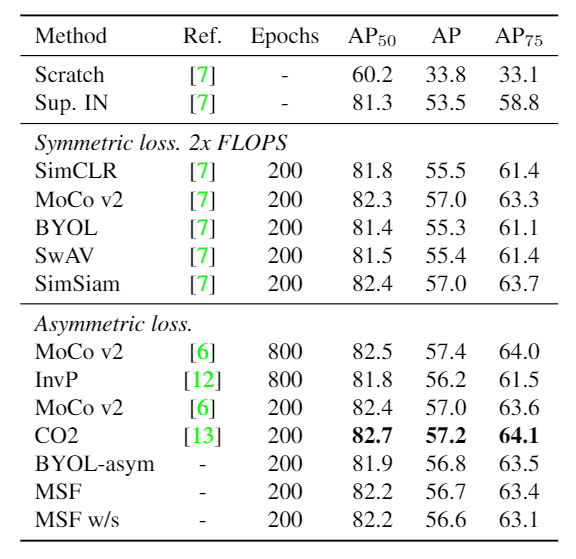 Method Ref. Epochs AP50 AP AP75
Scratch [7] - 60.2 33.8 33.1
Sup. IN [7] - 81.3 53.5 58.8
Symmetric loss. 2x FLOPS
SimCLR [7] 200 81.8 55.5 61.4
MoCo v2 [7] 200 82.3 57.0 63.3
BYOL [7] 200 81.4 55.3 61.1
SwAV [7] 200 81.5 55.4 61.4
SimSiam [7] 200 82.4 57.0 63.7
Asymmetric loss.
MoCo v2 [6] 800 82.5 57.4 64.0
InvP [12] 800 81.8 56.2 61.5
MoCo v2 [6] 200 82.4 57.0 63.6
CO2 [13] 200 82.7 57.2 64.1
BYOL-asym - 200 81.9 56.8 63.5
MSF - 200 82.2 56.7 63.4
MSF w/s - 200 82.2 56.6 63.1